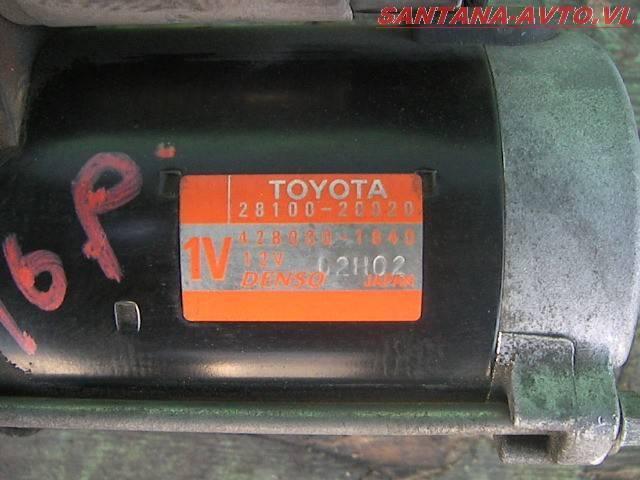 SANTANA-AVTO.VL
TOYOTA
28100-20020
428000-1840
1V
12V
02H02
DENSO
JAPAN